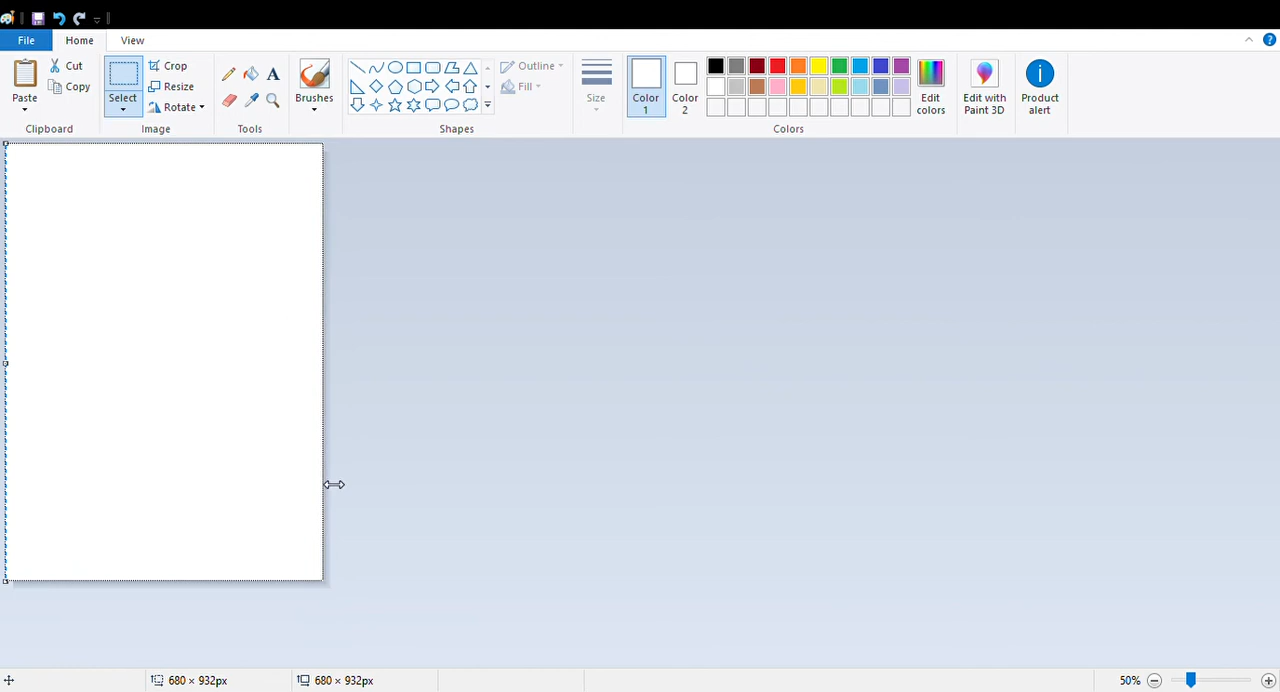 File Home View
Paste Cut Copy Clipboard
Select Crop Resize Rotate Image
Tools
Brushes
Outline Fill Shapes
Size
Color 1 Color 2 Edit colors Colors
Edit with Paint 3D
Product alert
680 × 932px 680 × 932px 50%